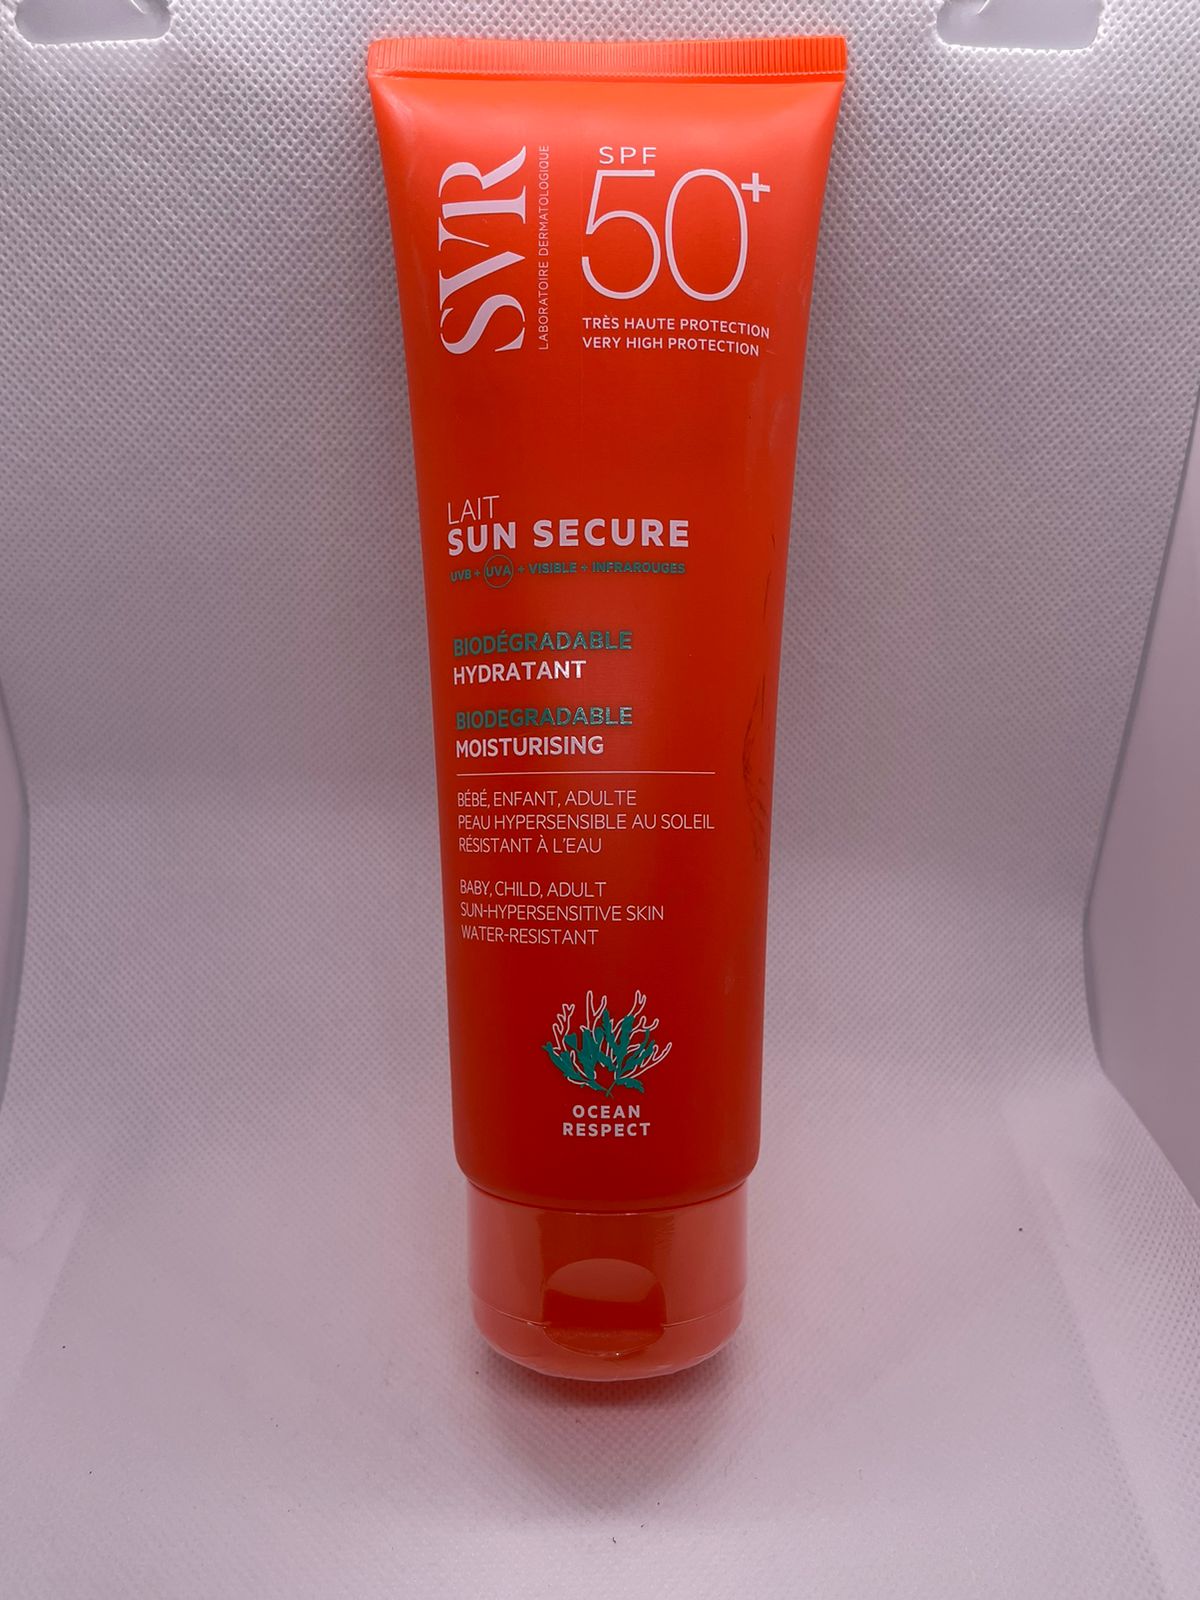 SVR
LABORATOIRE DERMATOLOGIQUE
SPF
50+
TRÈS HAUTE PROTECTION
VERY HIGH PROTECTION
LAIT
SUN SECURE
UVB + UVA + VISIBLE + INFRAROUGES
BIODÉGRADABLE
HYDRATANT
BIODEGRADABLE
MOISTURISING
BÉBÉ, ENFANT, ADULTE
PEAU HYPERSENSIBLE AU SOLEIL
RÉSISTANT À L'EAU
BABY, CHILD, ADULT
SUN-HYPERSENSITIVE SKIN
WATER-RESISTANT
OCEAN
RESPECT